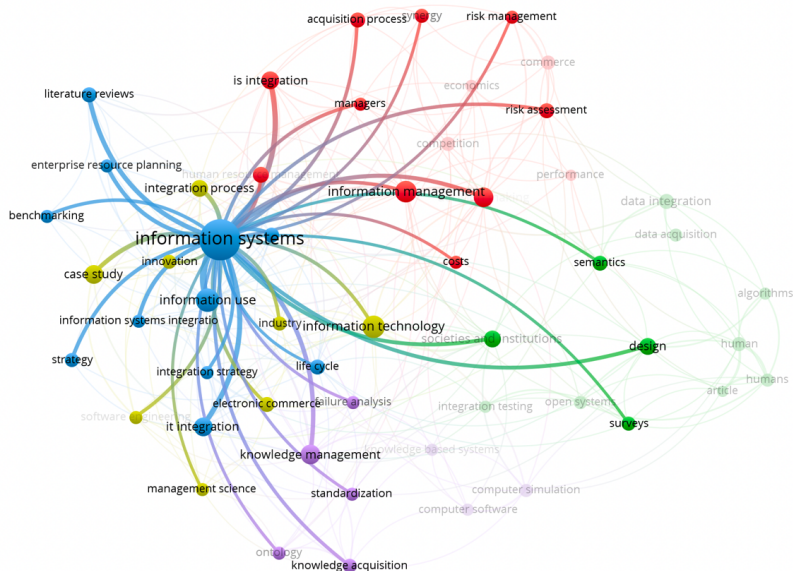 acquisition process
synergy
risk management
commerce
is integration
economics
literature reviews
managers
risk assessment
competition
enterprise resource planning
human resource management
performance
integration process
information management
data integration
benchmarking
information systems
data acquisition
innovation
costs
semantics
case study
algorithms
information use
information systems integratio
industry
information technology
societies and institutions
human
design
strategy
integration strategy
life cycle
humans
article
electronic commerce
failure analysis
integration testing
open systems
software engineering
it integration
surveys
knowledge management
knowledge based systems
management science
standardization
computer simulation
computer software
ontology
knowledge acquisition